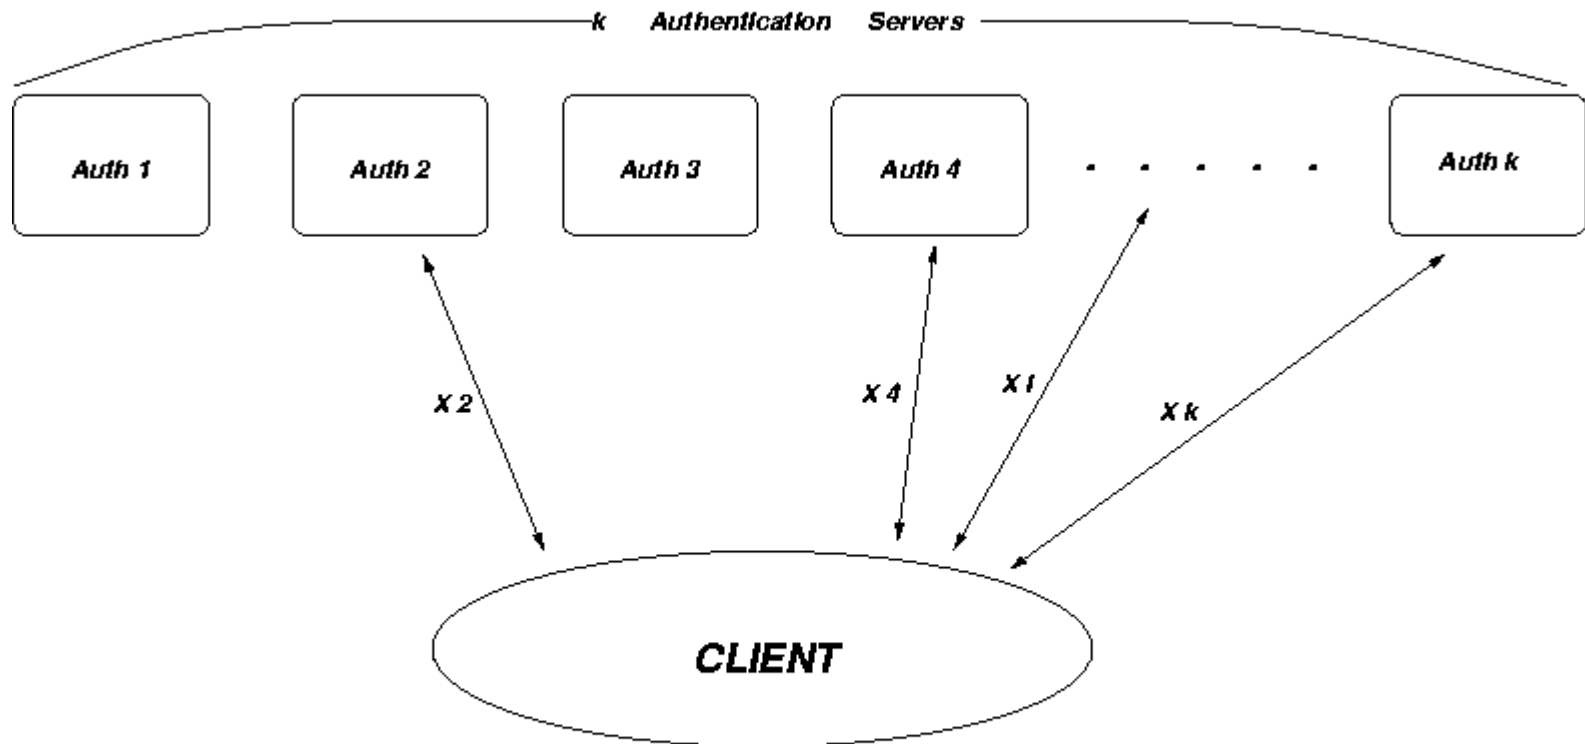 k Authentication Servers
Auth 1
Auth 2
Auth 3
Auth 4
. . . . .
Auth k
X 2
X 4
X i
X k
CLIENT